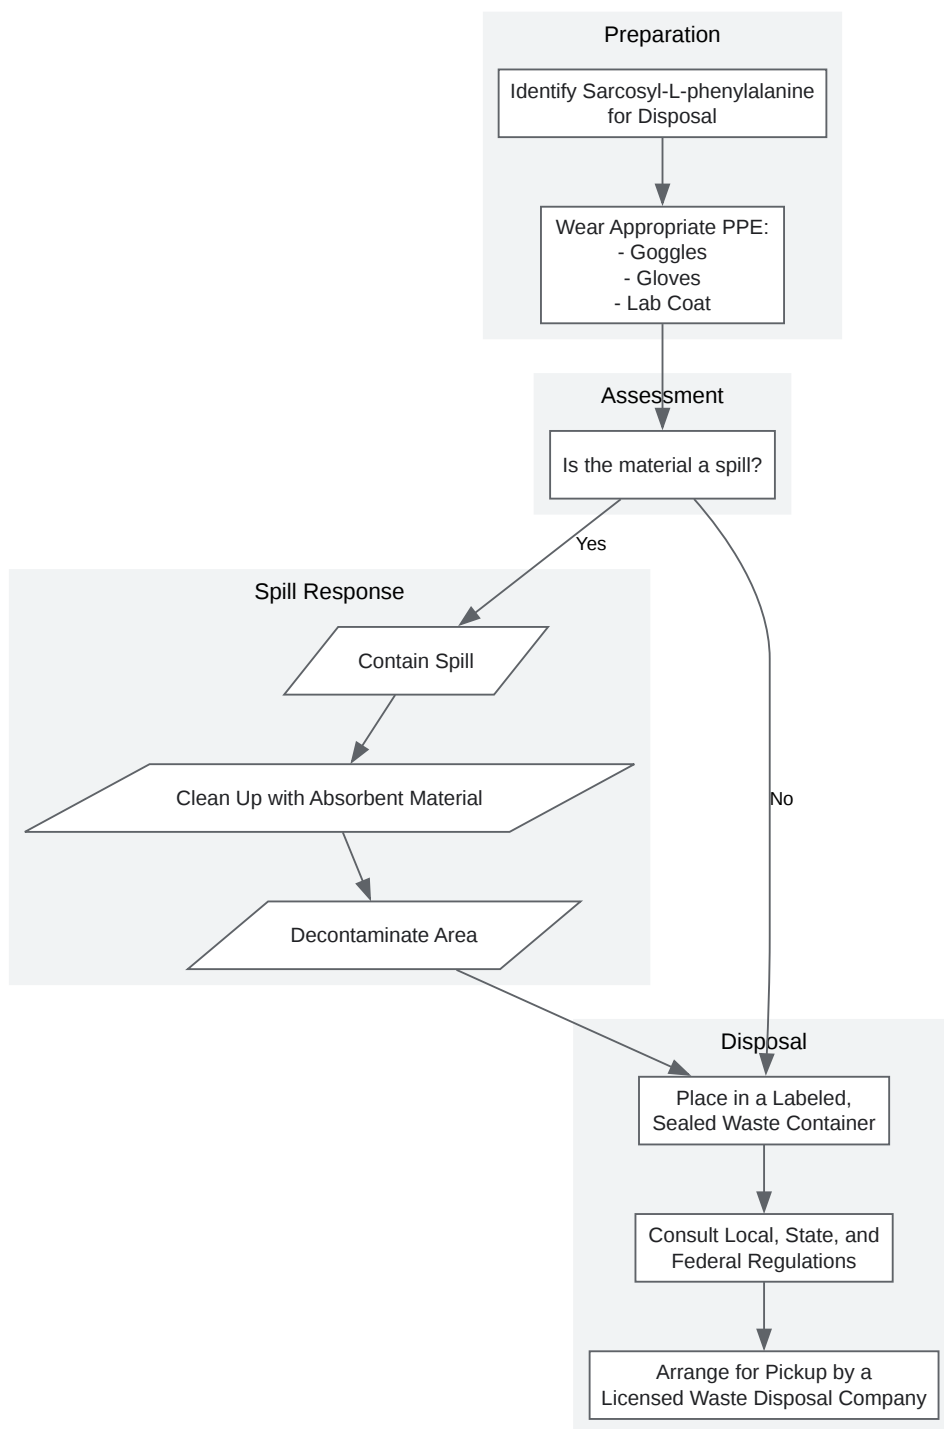 Preparation
Identify Sarcosyl-L-phenylalanine
for Disposal
Wear Appropriate PPE:
- Goggles
- Gloves
- Lab Coat
Assessment
Is the material a spill?
Yes
Spill Response
Contain Spill
Clean Up with Absorbent Material
No
Decontaminate Area
Disposal
Place in a Labeled,
Sealed Waste Container
Consult Local, State, and
Federal Regulations
Arrange for Pickup by a
Licensed Waste Disposal Company